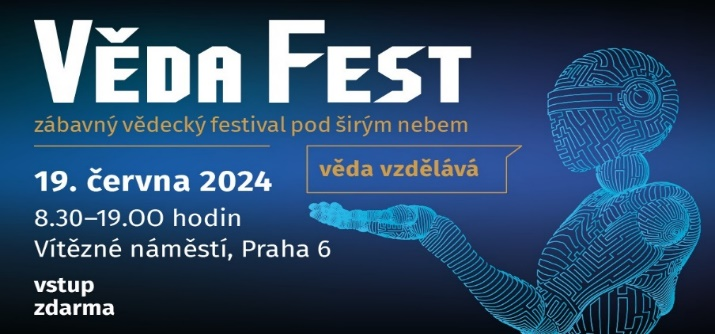 Věda Fest
zábavný vědecký festival pod širým nebem
věda vzdělává
19. června 2024
8.30–19.00 hodin
Vítězné náměstí, Praha 6
vstup
zdarma